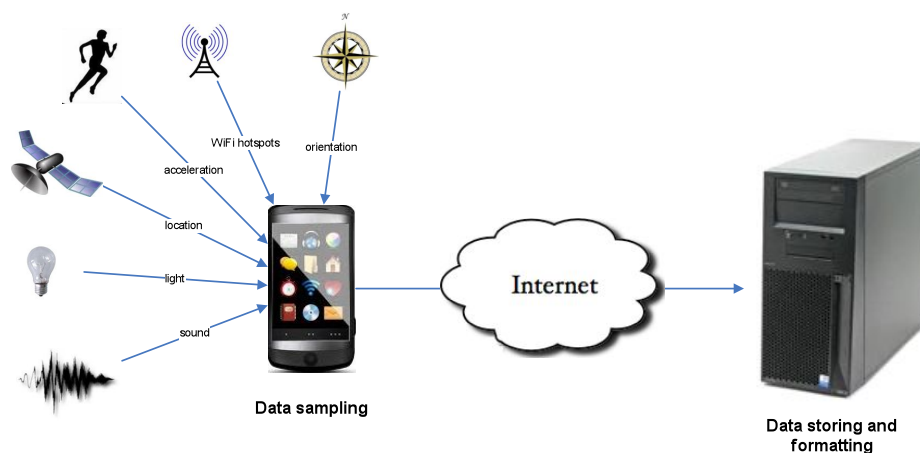 N
WiFi hotspots
orientation
acceleration
location
light
sound
Internet
Data sampling
Data storing and
formatting